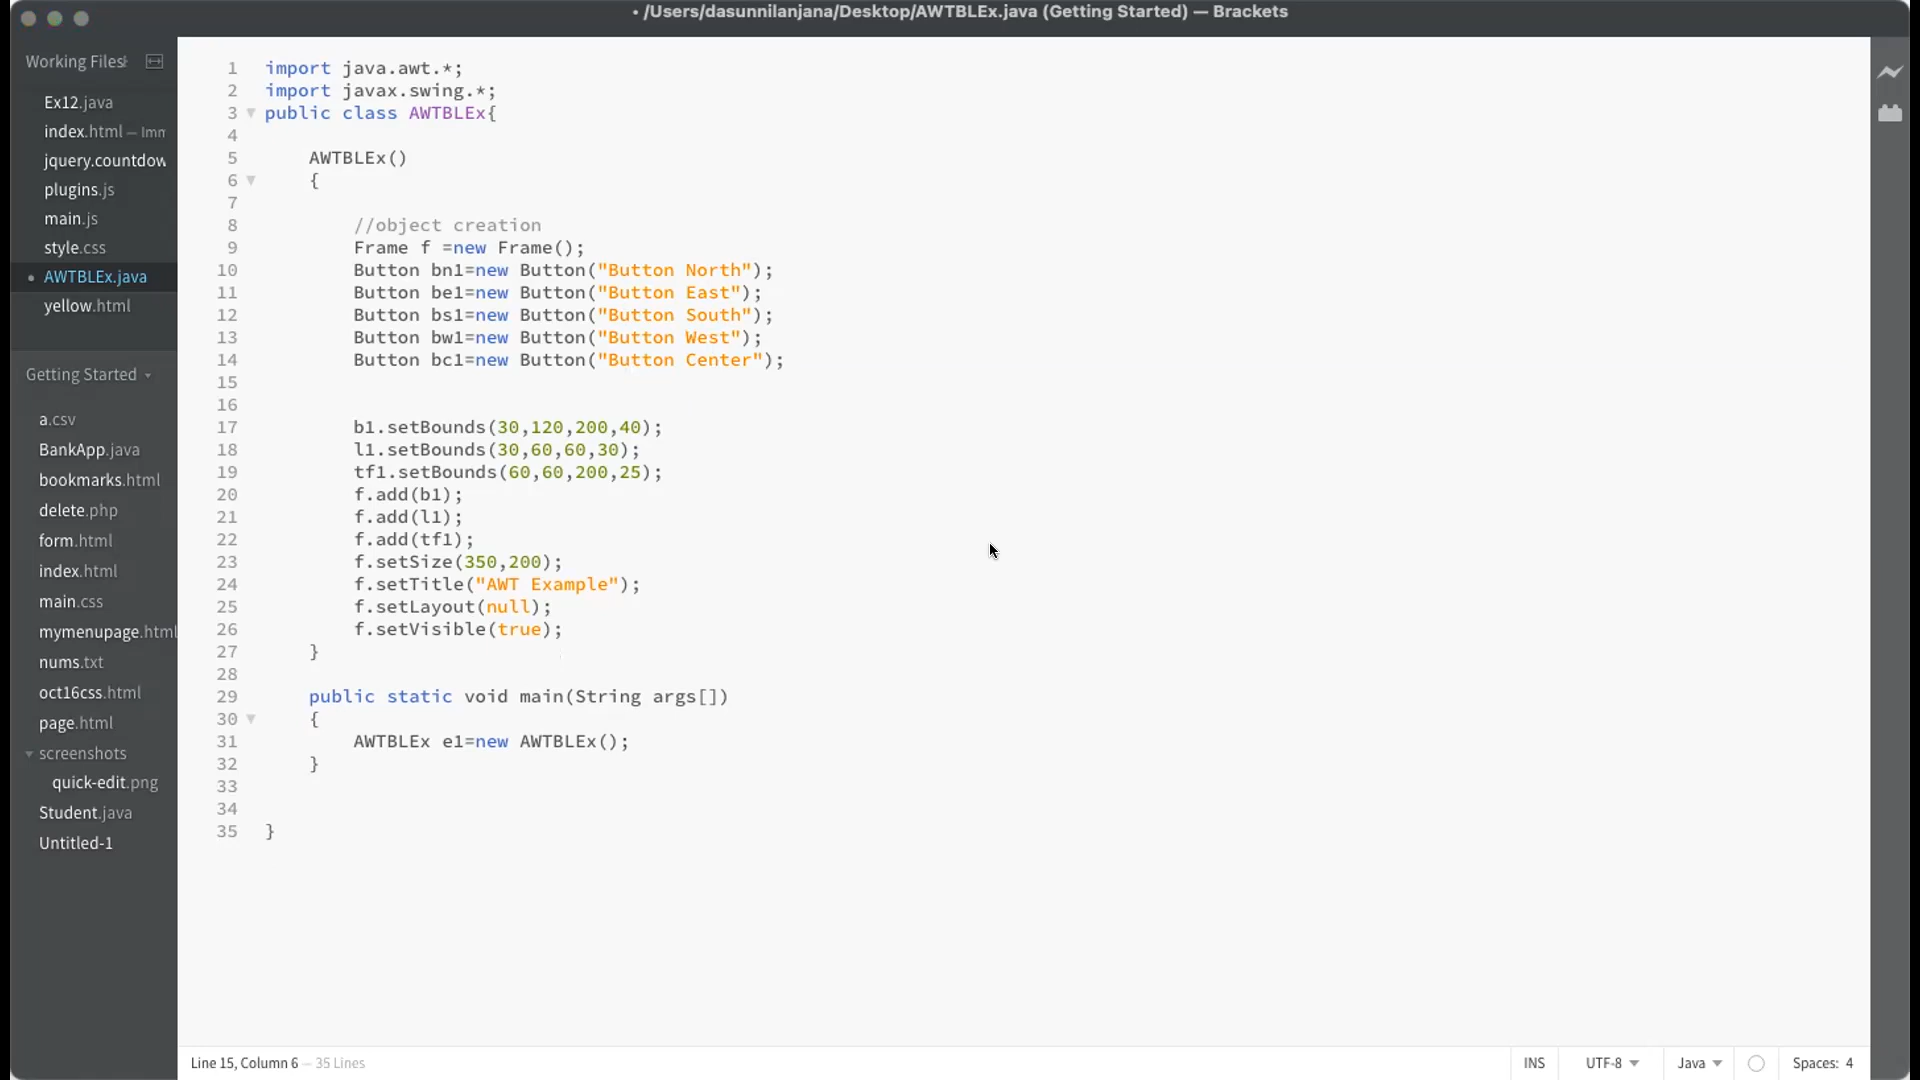 • /Users/dasunnilanjana/Desktop/AWTBLEx.java (Getting Started) — Brackets
Working Files
Ex12.java
index.html — Imm
jquery.countdow
plugins.js
main.js
style.css
• AWTBLEx.java
yellow.html
Getting Started
a.csv
BankApp.java
bookmarks.html
delete.php
form.html
index.html
main.css
mymenupage.html
nums.txt
oct16css.html
page.html
screenshots
quick-edit.png
Student.java
Untitled-1
1 import java.awt.*;
2 import javax.swing.*;
3 public class AWTBLEx{
4
5 AWTBLEx()
6 {
7
8 //object creation
9 Frame f =new Frame();
10 Button bn1=new Button("Button North");
11 Button be1=new Button("Button East");
12 Button bs1=new Button("Button South");
13 Button bw1=new Button("Button West");
14 Button bc1=new Button("Button Center");
15
16
17 b1.setBounds(30,120,200,40);
18 l1.setBounds(30,60,60,30);
19 tf1.setBounds(60,60,200,25);
20 f.add(b1);
21 f.add(l1);
22 f.add(tf1);
23 f.setSize(350,200);
24 f.setTitle("AWT Example");
25 f.setLayout(null);
26 f.setVisible(true);
27 }
28
29 public static void main(String args[])
30 {
31 AWTBLEx e1=new AWTBLEx();
32 }
33
34
35 }
Line 15, Column 6 — 35 Lines
INS UTF-8 Java Spaces: 4